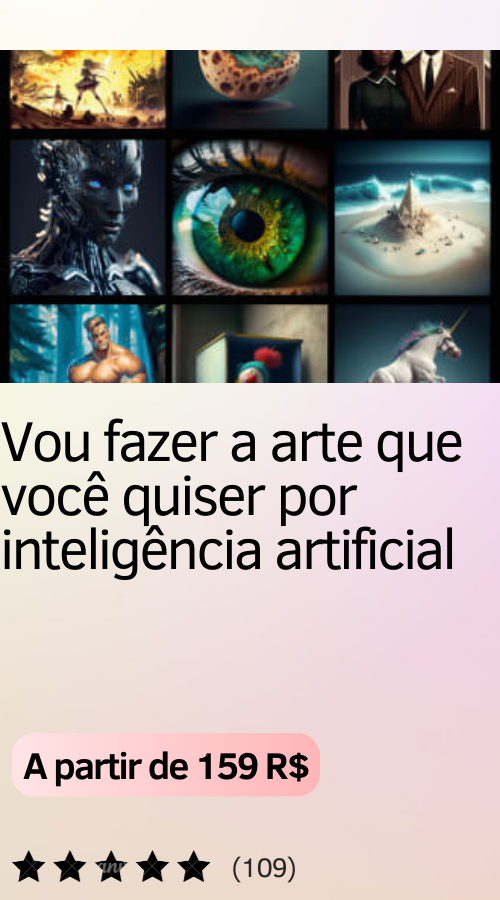 Vou fazer a arte que
você quiser por
inteligência artificial
A partir de 159 R$
(109)